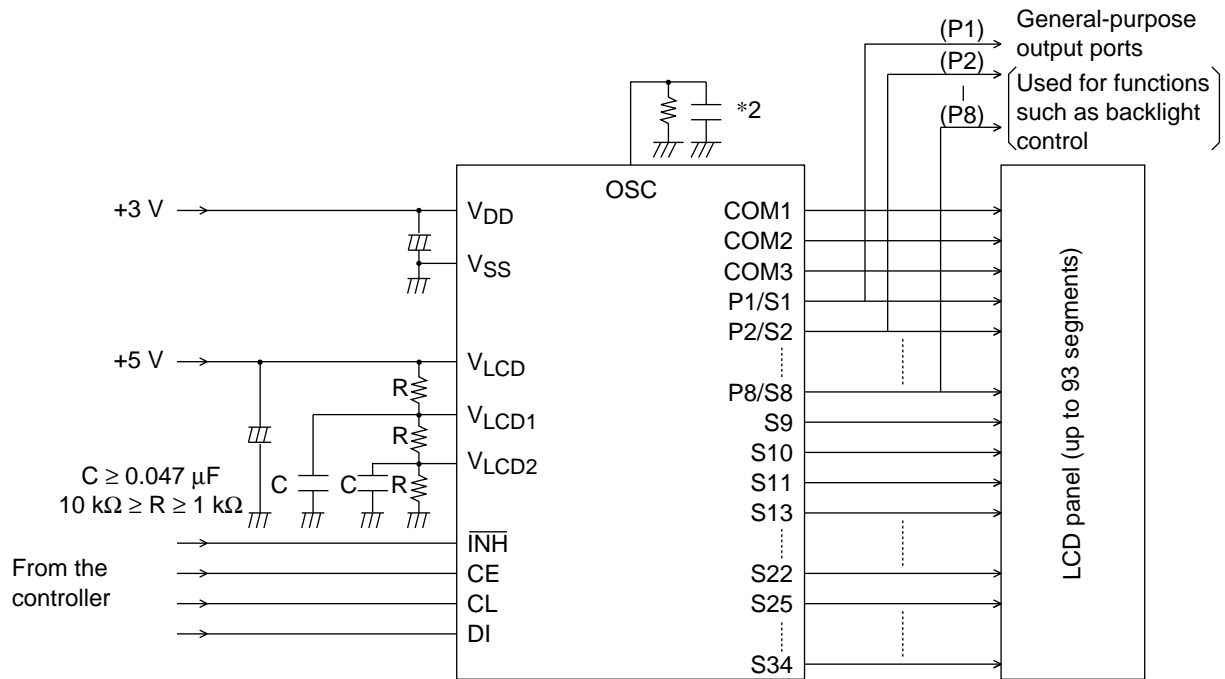 (P1)
General-purpose
output ports
(P2)
(P8)
Used for functions
such as backlight
control
*2
OSC
+3 V
VDD
VSS
+5 V
VLCD
R
VLCD1
R
VLCD2
R
C
C
C ≥ 0.047 µF
10 kΩ ≥ R ≥ 1 kΩ
From the
controller
INH
CE
CL
DI
COM1
COM2
COM3
P1/S1
P2/S2
P8/S8
S9
S10
S11
S13
S22
S25
S34
LCD panel (up to 93 segments)